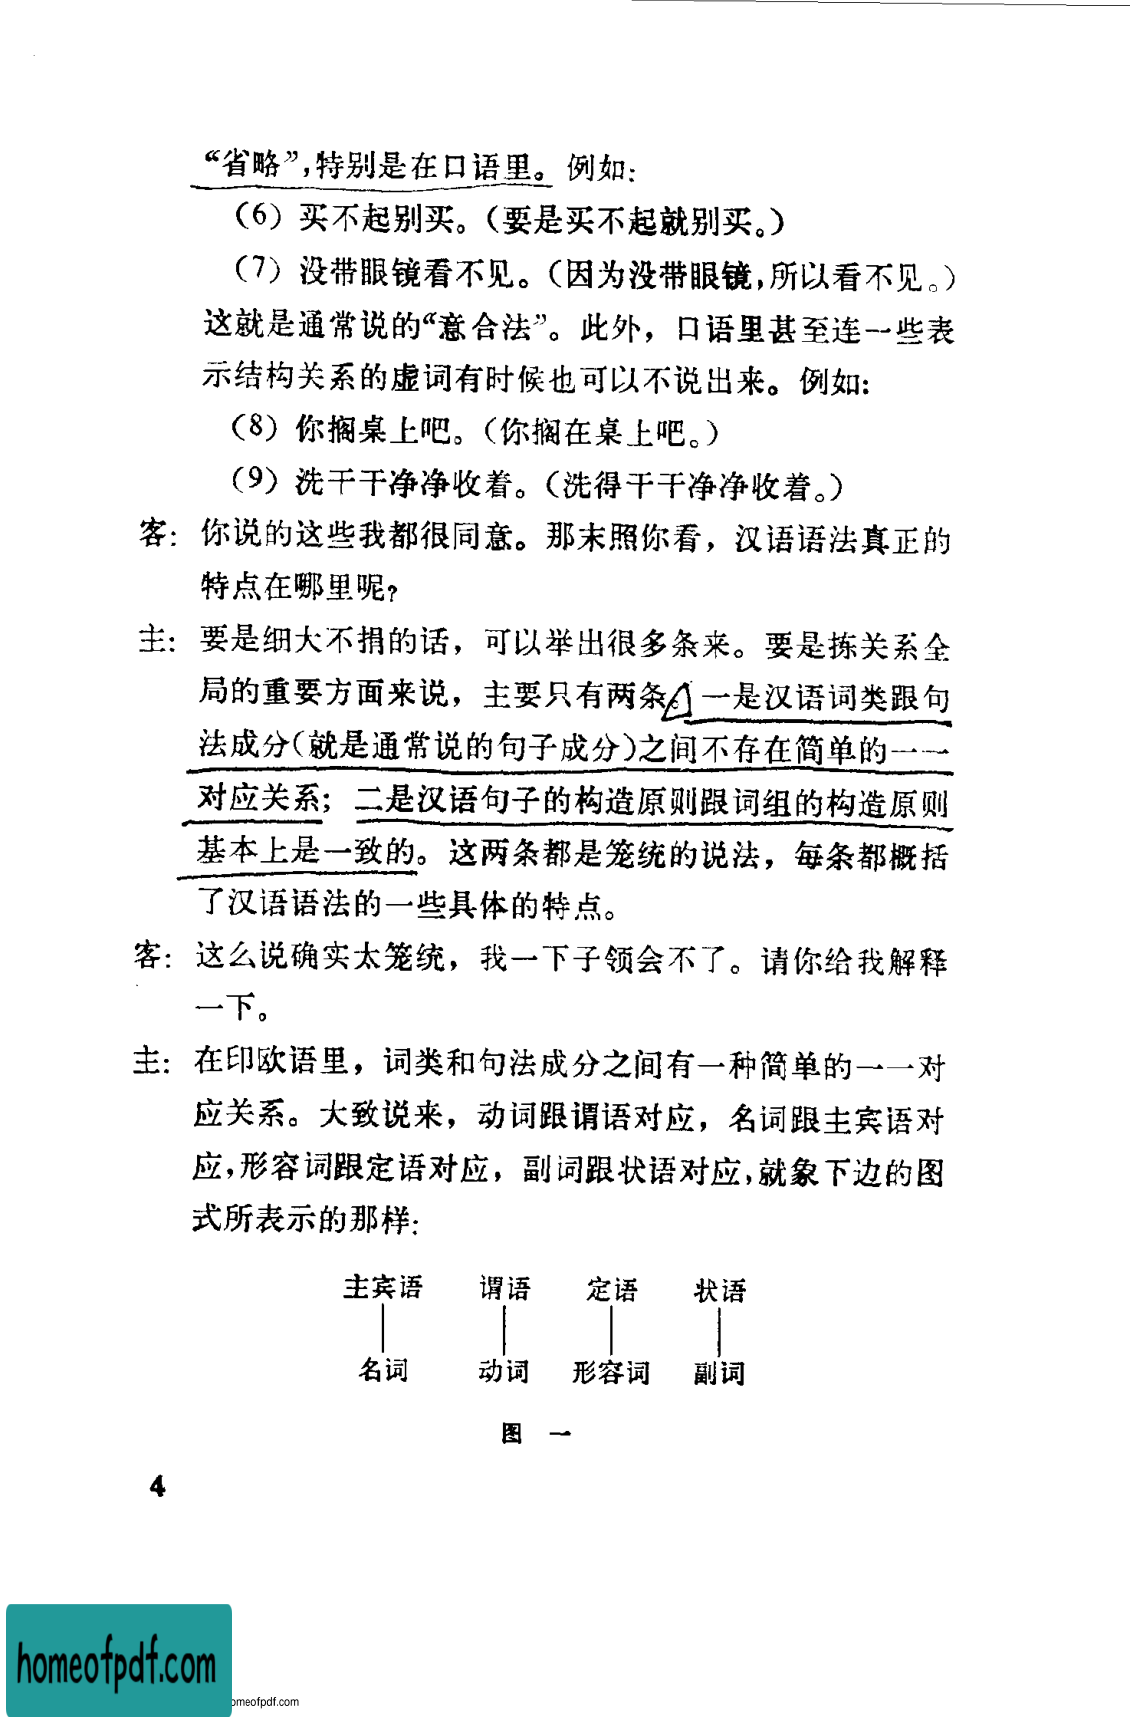 “省略”，特别是在口语里。例如：
（6）买不起别买。（要是买不起就别买。）
（7）没带眼镜看不见。（因为没带眼镜，所以看不见。）
这就是通常说的“意合法”。此外，口语里甚至连一些表
示结构关系的虚词有时候也可以不说出来。例如：
（8）你搁桌上吧。（你搁在桌上吧。）
（9）洗干干净净收着。（洗得干干净净收着。）
客：你说的这些我都很同意。那末照你看，汉语语法真正的
特点在哪里呢？
主：要是细大不捐的话，可以举出很多条来。要是拣关系全
局的重要方面来说，主要只有两条。一是汉语词类跟句
法成分（就是通常说的句子成分）之间不存在简单的一一
对应关系；二是汉语句子的构造原则跟词组的构造原则
基本上是一致的。这两条都是笼统的说法，每条都概括
了汉语语法的一些具体的特点。
客：这么说确实太笼统，我一下子领会不了。请你给我解释
一下。
主：在印欧语里，词类和句法成分之间有一种简单的一一对
应关系。大致说来，动词跟谓语对应，名词跟主宾语对
应，形容词跟定语对应，副词跟状语对应，就象下边的图
式所表示的那样：
主宾语 谓语 定语 状语
名词 动词 形容词 副词
图 一
4
homeofpdf.com
omeofpdf.com